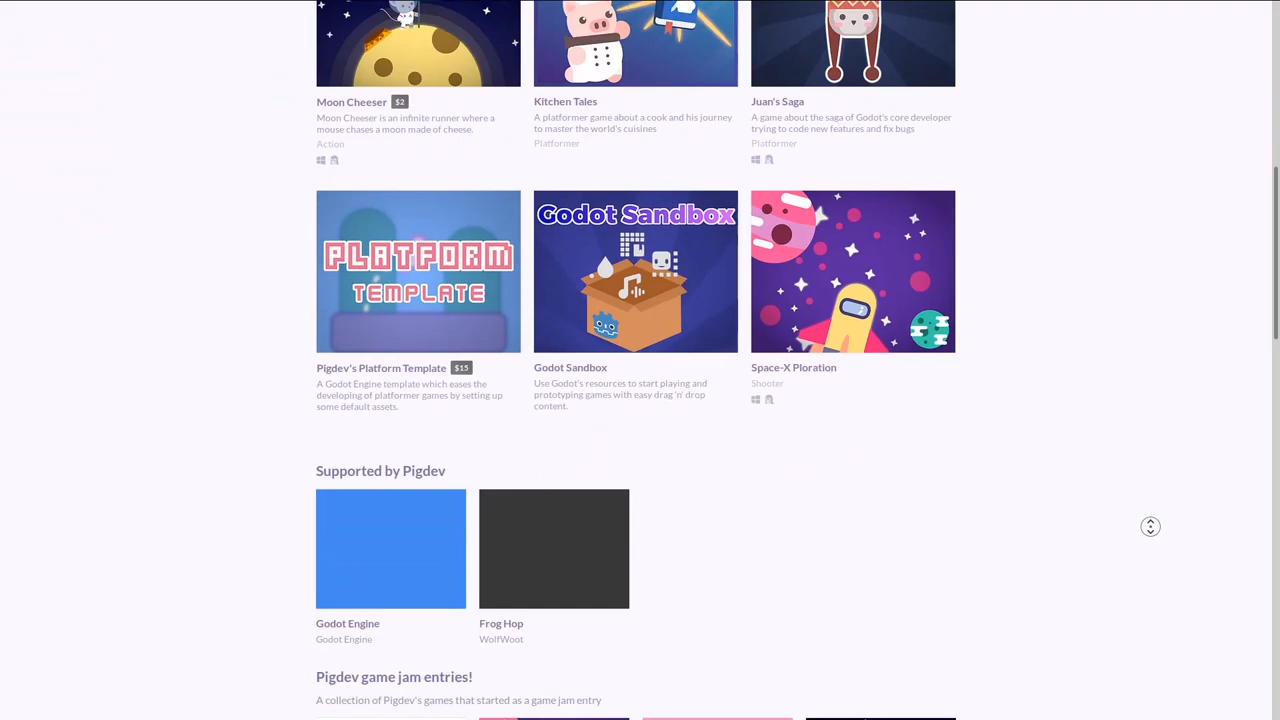 Moon Cheeser $2
Moon Cheeser is an infinite runner where a
mouse chases a moon made of cheese.
Action
Kitchen Tales
A platformer game about a cook and his journey
to master the world's cuisines
Platformer
Juan's Saga
A game about the saga of Godot's core developer
trying to code new features and fix bugs
Platformer
PLATFORM
TEMPLATE
Godot Sandbox
Pigdev's Platform Template $15
A Godot Engine template which eases the
developing of platformer games by setting up
some default assets.
Godot Sandbox
Use Godot's resources to start playing and
prototyping games with easy drag 'n' drop
content.
Space-X Ploration
Shooter
Supported by Pigdev
Godot Engine
Godot Engine
Frog Hop
WolfWoot
Pigdev game jam entries!
A collection of Pigdev's games that started as a game jam entry